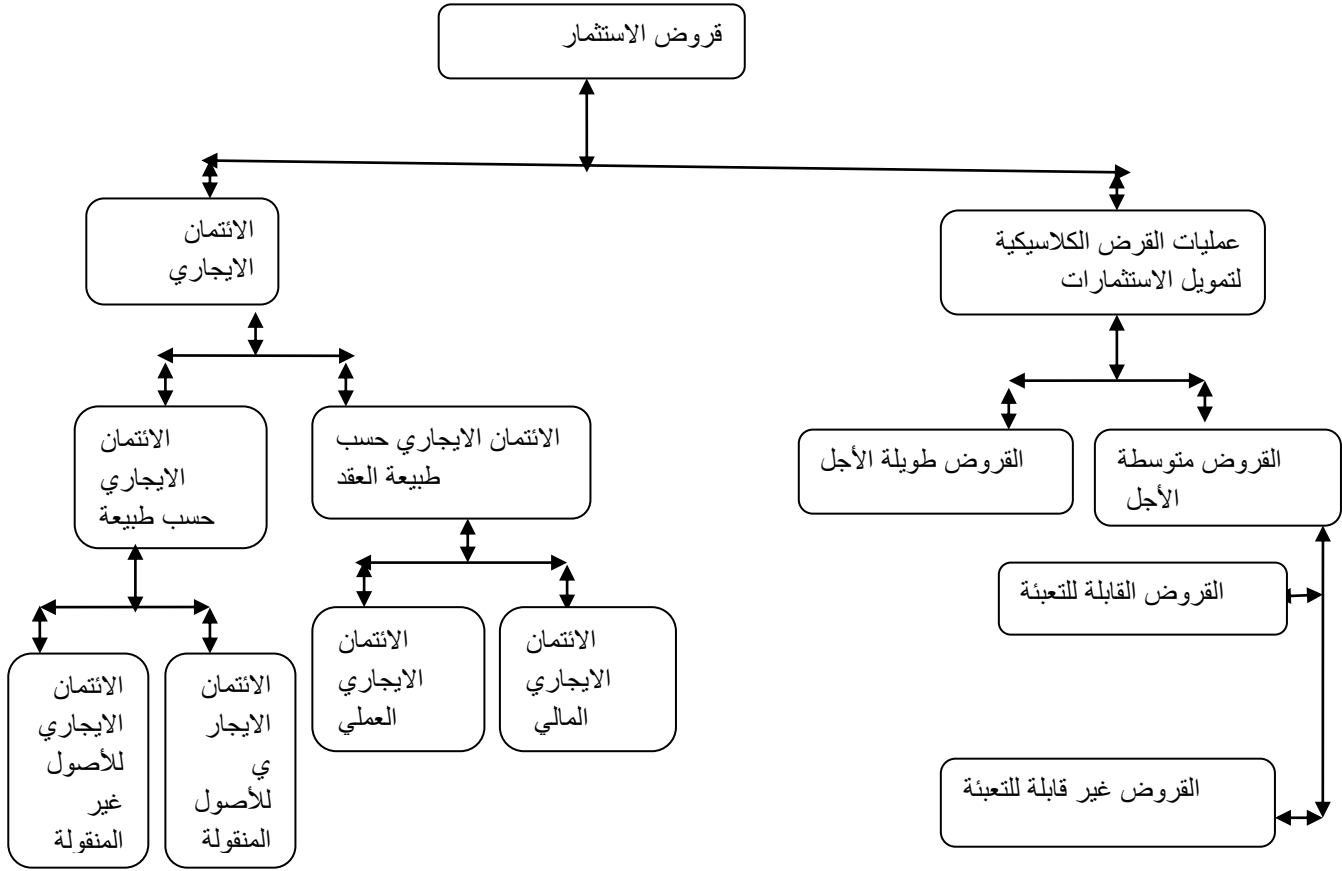 قروض الاستثمار
عمليات القرض الكلاسيكية
لتمويل الاستثمارات
الائتمان
الايجاري
القروض متوسطة
الأجل
القروض طويلة الأجل
الائتمان الايجاري حسب
طبيعة العقد
الائتمان
الايجاري
حسب طبيعة
القروض القابلة للتعبئة
القروض غير قابلة للتعبئة
الائتمان
الايجاري
المالي
الائتمان
الايجاري
العملي
الائتمان
الايجار
ي
للأصول
المنقولة
الائتمان
الايجاري
للأصول
غير
المنقولة